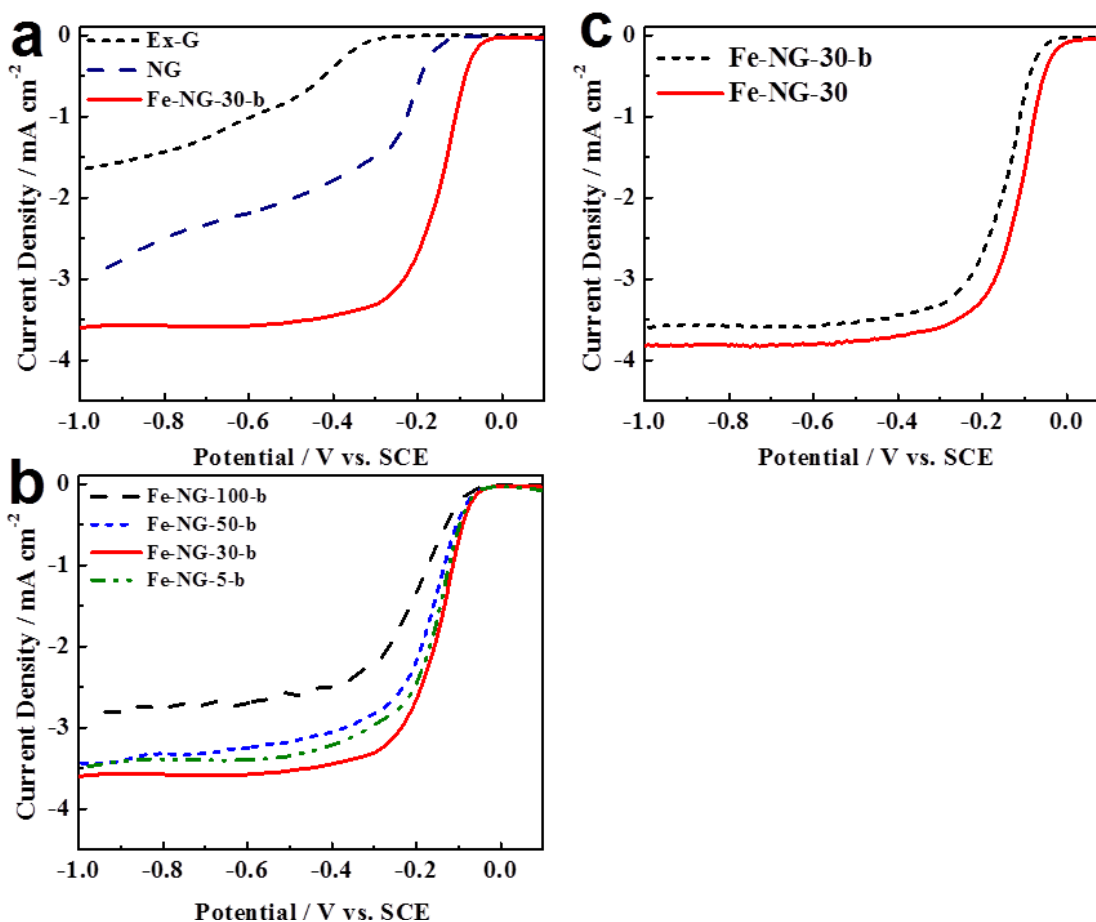 a
Ex-G
NG
Fe-NG-30-b
0
-1
-2
-3
-4
Current Density / mA cm-2
-1.0 -0.8 -0.6 -0.4 -0.2 0.0
Potential / V vs. SCE
b
Fe-NG-100-b
Fe-NG-50-b
Fe-NG-30-b
Fe-NG-5-b
0
-1
-2
-3
-4
Current Density / mA cm-2
-1.0 -0.8 -0.6 -0.4 -0.2 0.0
Potential / V vs. SCE
c
Fe-NG-30-b
Fe-NG-30
0
-1
-2
-3
-4
Current Density / mA cm-2
-1.0 -0.8 -0.6 -0.4 -0.2 0.0
Potential / V vs. SCE